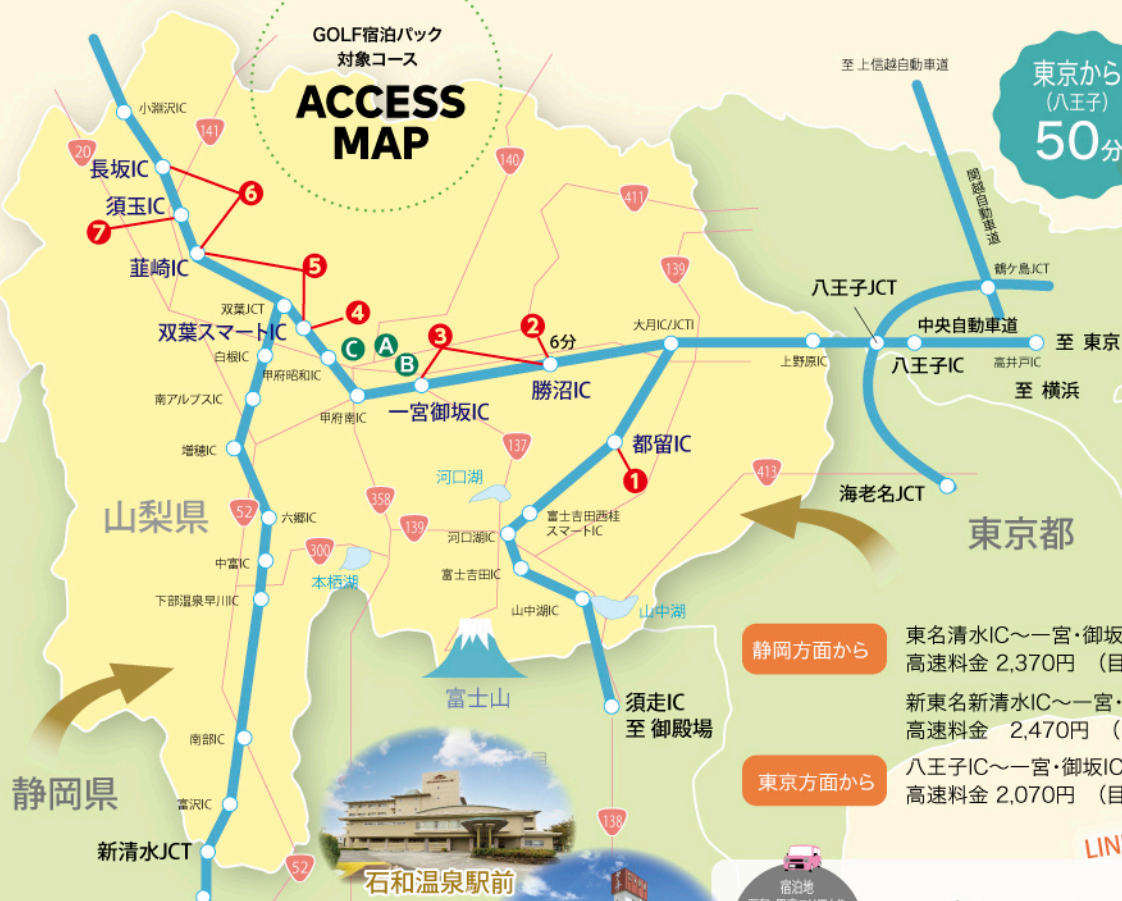 GOLF宿泊パック
対象コース
ACCESS
MAP
至 上信越自動車道
東京から
(八王子)
50分
小淵沢IC
141
20
140
長坂IC
6
411
関越自動車道
須玉IC
7
韮崎IC
5
139
鶴ケ島JCT
八王子JCT
双葉JCT
4
双葉スマートIC
2
大月IC/JCTI
中央自動車道
3
6分
C
A
B
至 東京
白根IC
甲府昭和IC
上野原IC
八王子IC
高井戸IC
勝沼IC
至 横浜
南アルプスIC
甲府南IC
一宮御坂IC
増穂IC
137
都留IC
413
河口湖
1
海老名JCT
358
山梨県
52
六郷IC
139
富士吉田西桂
スマートIC
東京都
河口湖IC
300
中富IC
本栖湖
富士吉田IC
下部温泉早川IC
山中湖IC
山中湖
静岡方面から
東名清水IC～一宮・御坂
高速料金 2,370円 （目
富士山
須走IC
至 御殿場
新東名新清水IC～一宮・
高速料金 2,470円 （
南部IC
東京方面から
八王子IC～一宮・御坂IC
高速料金 2,070円 （目
静岡県
富沢IC
138
新清水JCT
52
LIN
石和温泉駅前
宿泊地